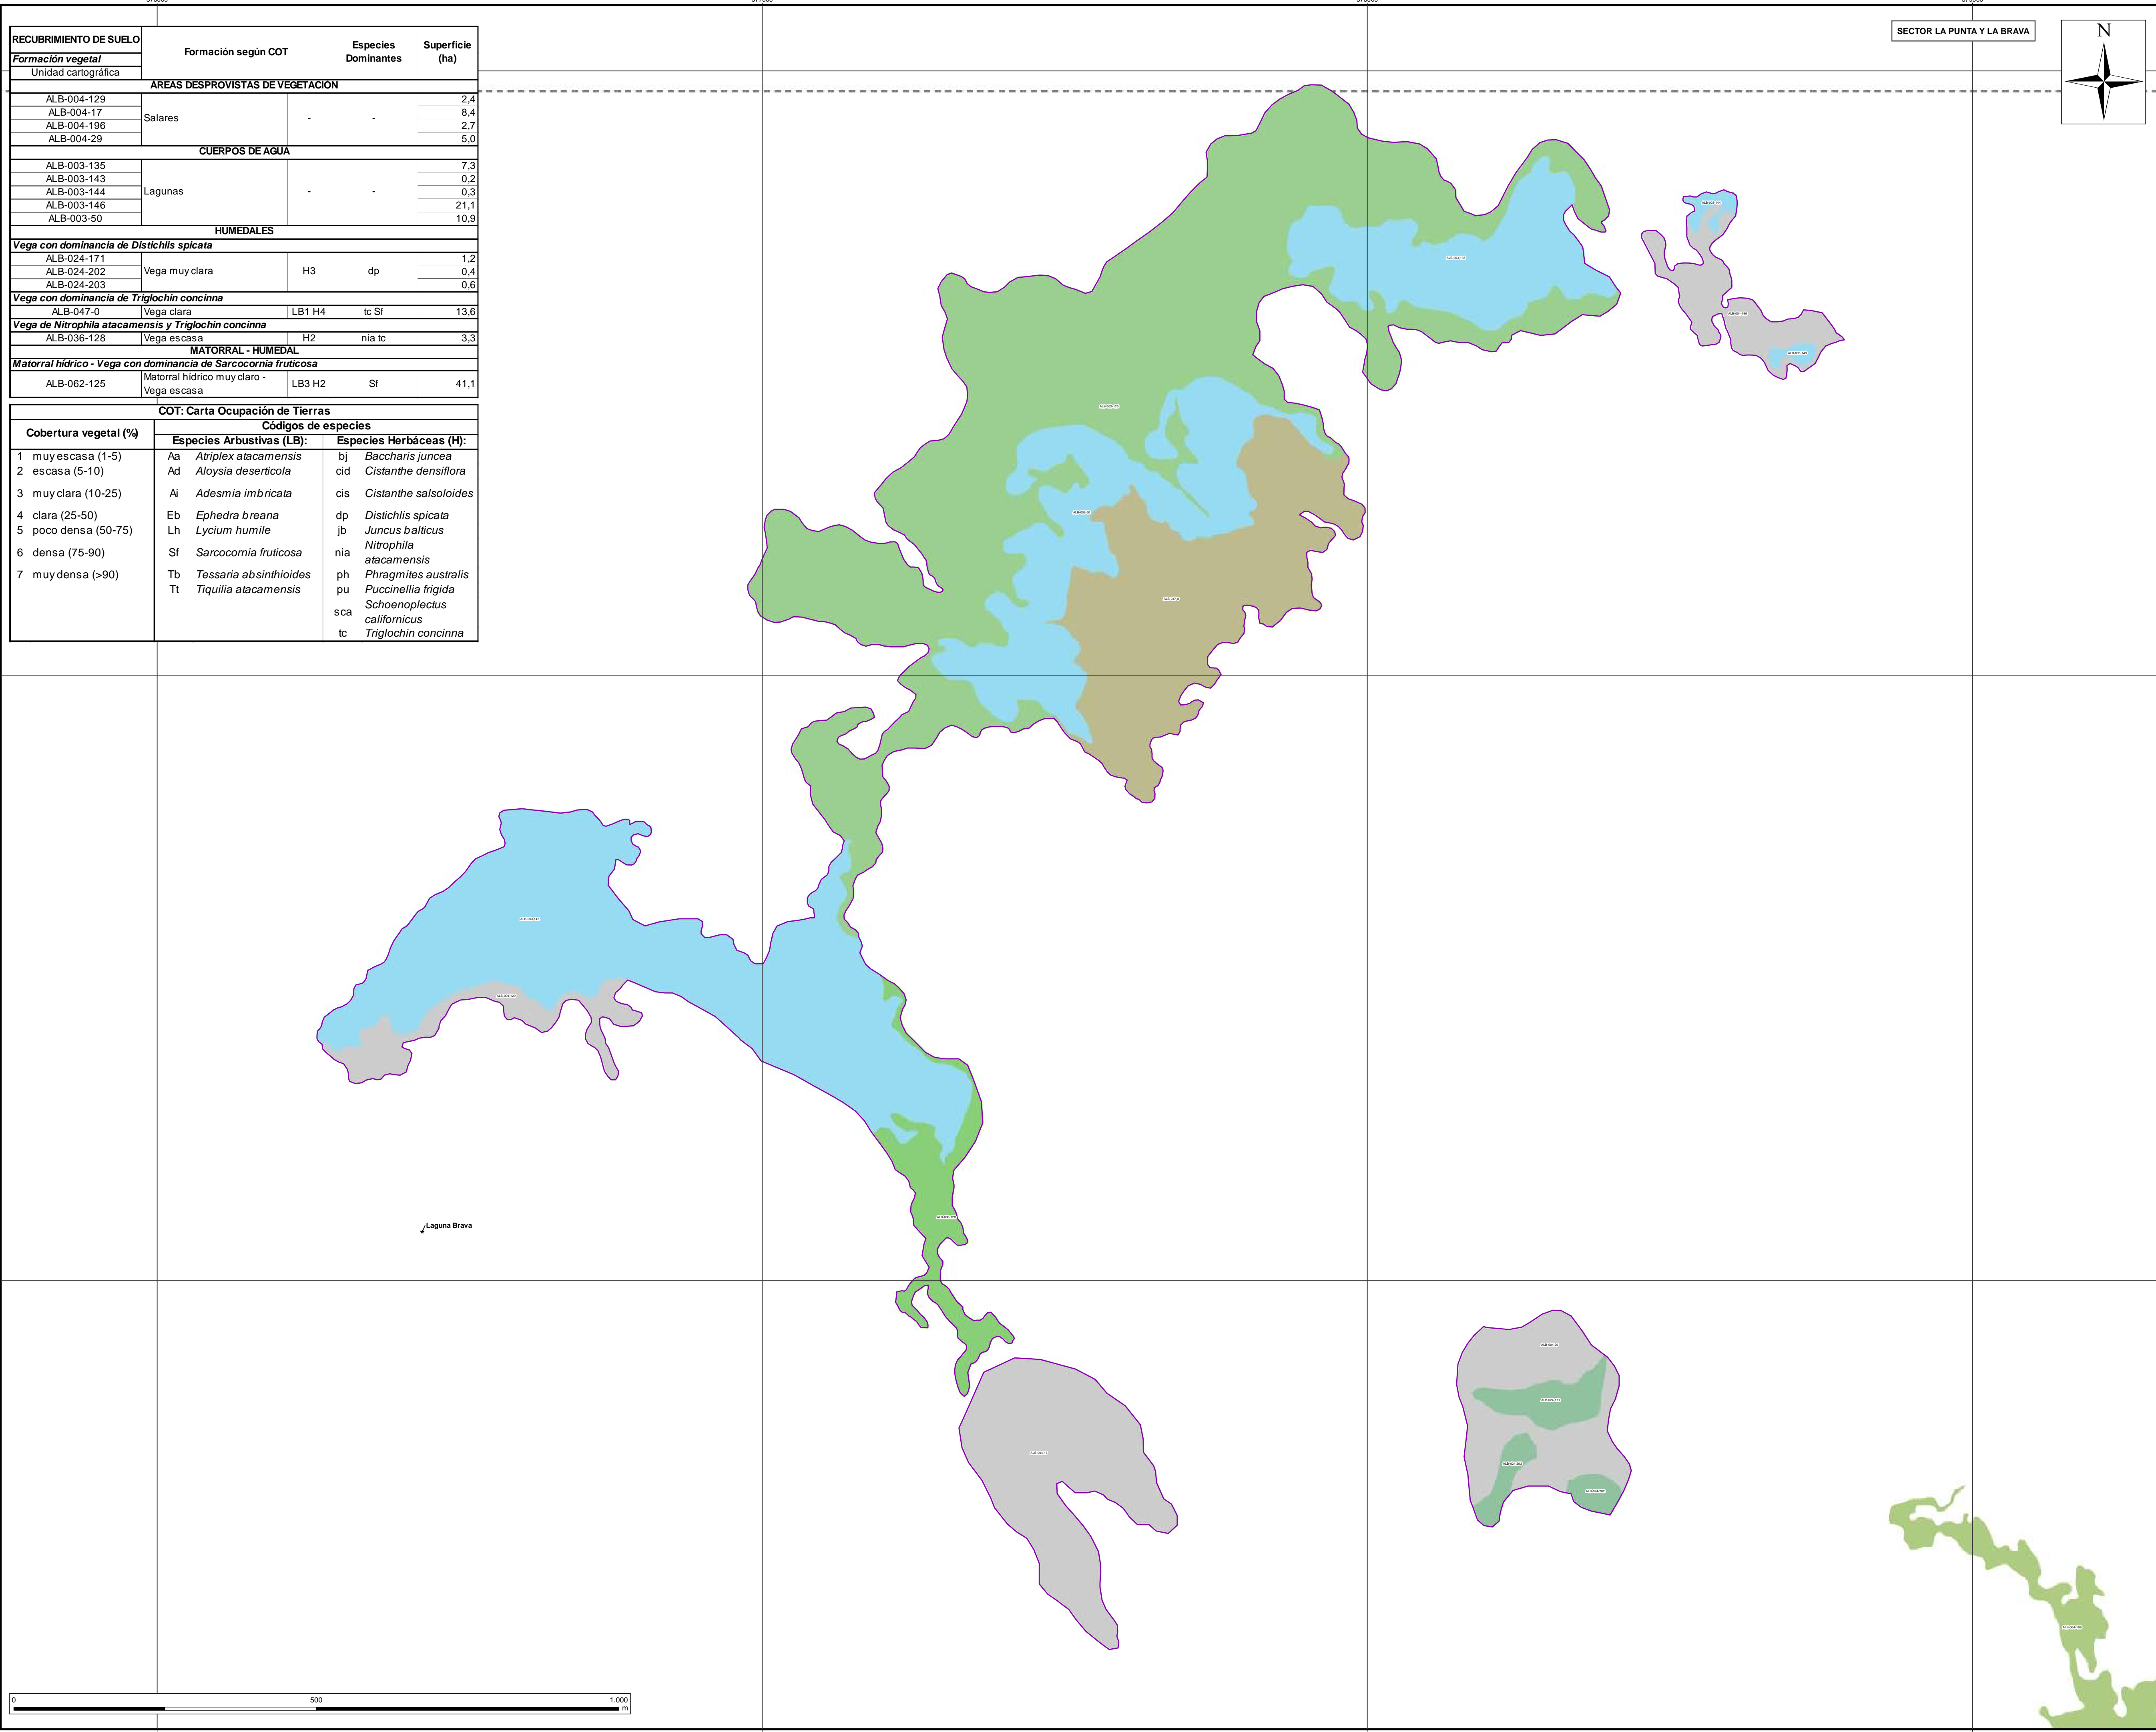 SECTOR LA PUNTA Y LA BRAVA
N
RECUBRIMIENTO DE SUELO
Formación vegetal
Unidad cartográfica
Formación según COT
Especies Dominantes
Superficie (ha)
ÁREAS DESPROVISTAS DE VEGETACIÓN
ALB-004-129 Salares - - 2,4
ALB-004-17 8,4
ALB-004-196 2,7
ALB-004-29 5,0
CUERPOS DE AGUA
ALB-003-135 Lagunas - - 7,3
ALB-003-143 0,2
ALB-003-144 0,3
ALB-003-146 21,1
ALB-003-50 10,9
HUMEDALES
Vega con dominancia de Distichlis spicata
ALB-024-171 Vega muy clara H3 dp 1,2
ALB-024-202 0,4
ALB-024-203 0,6
Vega con dominancia de Triglochin concinna
ALB-047-0 Vega clara LB1 H4 tc Sf 13,6
Vega de Nitrophila atacamensis y Triglochin concinna
ALB-036-128 Vega escasa H2 nia tc 3,3
MATORRAL - HUMEDAL
Matorral hídrico - Vega con dominancia de Sarcocornia fruticosa
ALB-062-125 Matorral hídrico muy claro - Vega escasa LB3 H2 Sf 41,1
COT: Carta Ocupación de Tierras
Cobertura vegetal (%)
Códigos de especies
Especies Arbustivas (LB): Especies Herbáceas (H):
1 muy escasa (1-5) Aa Atriplex atacamensis bj Baccharis juncea
2 escasa (5-10) Ad Aloysia deserticola cid Cistanthe densiflora
3 muy clara (10-25) Ai Adesmia imbricata cis Cistanthe salsoloides
4 clara (25-50) Eb Ephedra breana dp Distichlis spicata
5 poco densa (50-75) Lh Lycium humile jb Juncus balticus
6 densa (75-90) Sf Sarcocornia fruticosa nia Nitrophila atacamensis
7 muy densa (>90) Tb Tessaria absinthioides ph Phragmites australis
Tt Tiquilia atacamensis pu Puccinellia frigida
sca Schoenoplectus californicus
tc Triglochin concinna
Laguna Brava
0 500 1.000
m